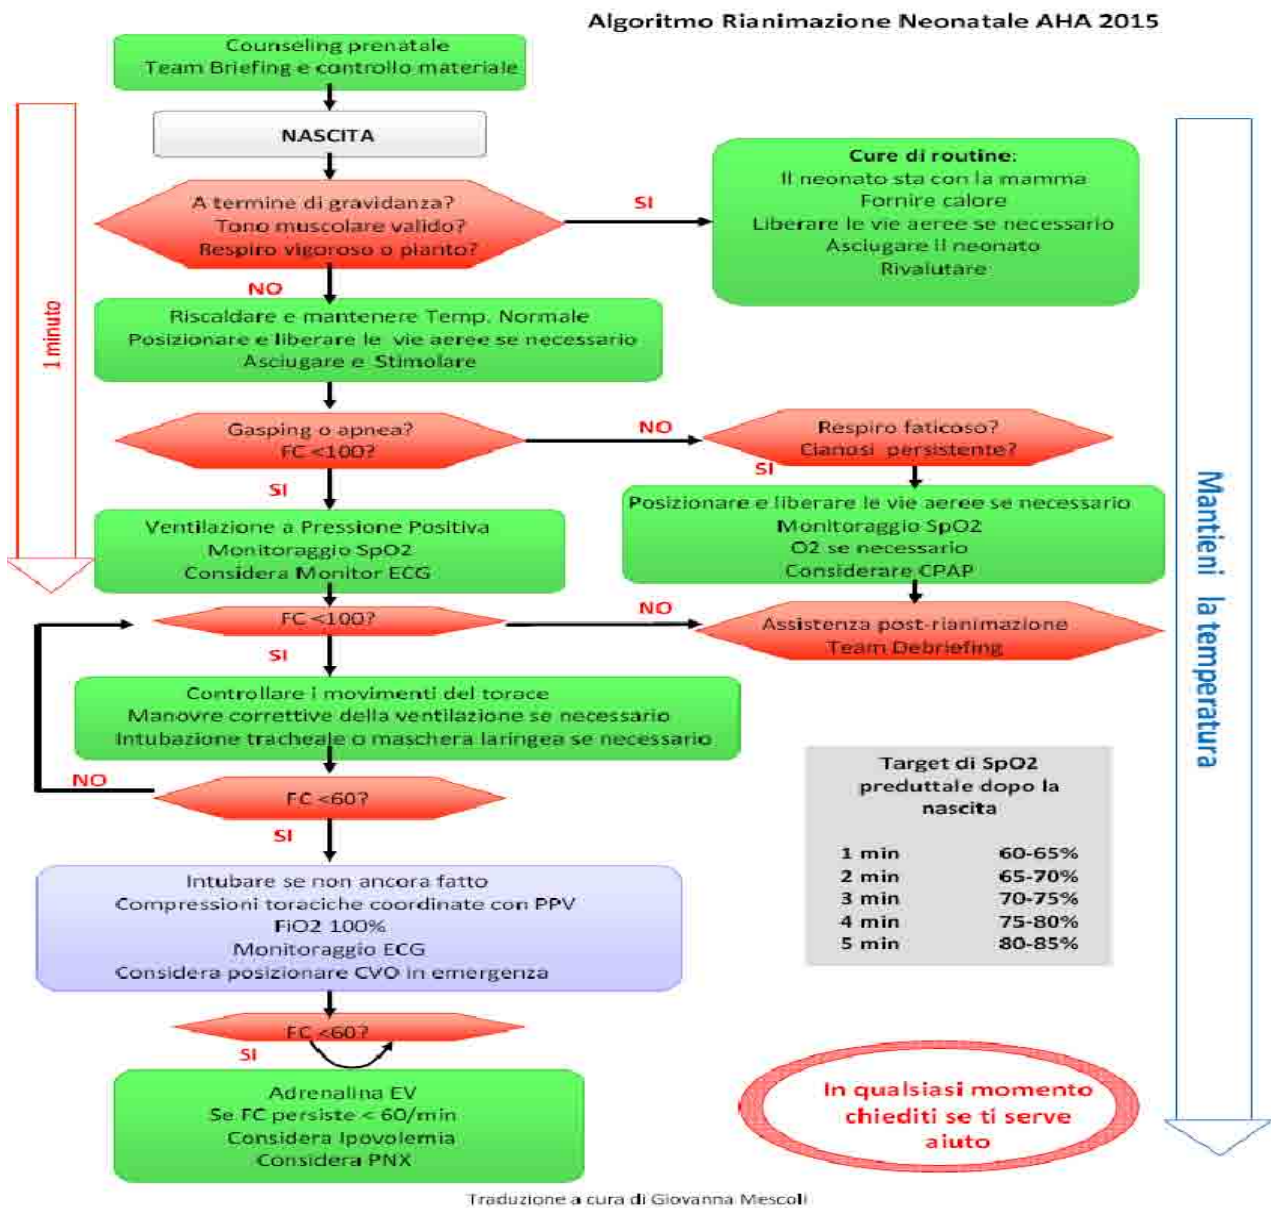 Algoritmo Rianimazione Neonatale AHA 2015
Counseling prenatale
Team Briefing e controllo materiale
NASCITA
A termine di gravidanza?
Tono muscolare valido?
Respiro vigoroso o pianto?
SI
Cure di routine:
Il neonato sta con la mamma
Fornire calore
Liberare le vie aeree se necessario
Asciugare il neonato
Rivalutare
NO
1 minuto
Riscaldare e mantenere Temp. Normale
Posizionare e liberare le vie aeree se necessario
Asciugare e Stimolare
Gasping o apnea?
FC <100?
NO
Respiro faticoso?
Cianosi persistente?
SI
SI
Ventilazione a Pressione Positiva
Monitoraggio SpO2
Considera Monitor ECG
Posizionare e liberare le vie aeree se necessario
Monitoraggio SpO2
O2 se necessario
Considerare CPAP
FC <100?
NO
Assistenza post-rianimazione
Team Debriefing
SI
Controllare i movimenti del torace
Manovre correttive della ventilazione se necessario
Intubazione tracheale o maschera laringea se necessario
NO
FC <60?
SI
Intubare se non ancora fatto
Compressioni toraciche coordinate con PPV
FiO2 100%
Monitoraggio ECG
Considera posizionare CVO in emergenza
FC <60?
SI
Adrenalina EV
Se FC persiste < 60/min
Considera Ipovolemia
Considera PNX
Target di SpO2
preduttale dopo la
nascita
1 min 60-65%
2 min 65-70%
3 min 70-75%
4 min 75-80%
5 min 80-85%
In qualsiasi momento
chiediti se ti serve
aiuto
Mantieni la temperatura
Traduzione a cura di Giovanna Mescoli